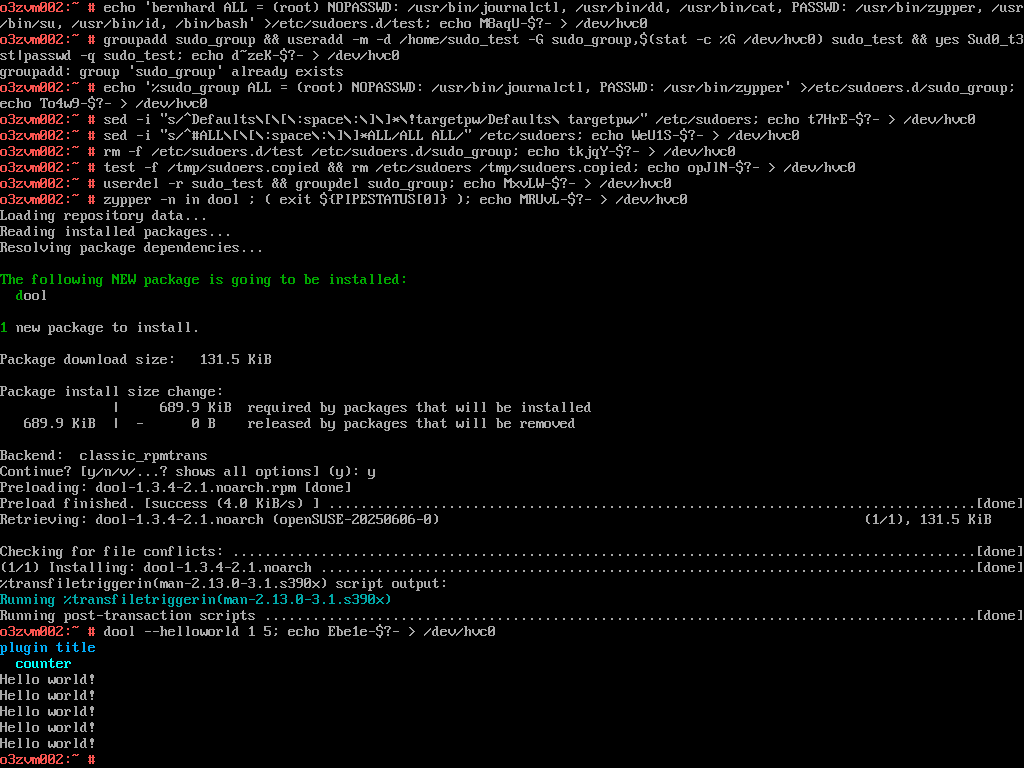 o3zvm002:~ # echo 'bernhard ALL = (root) NOPASSWD: /usr/bin/journalctl, /usr/bin/dd, /usr/bin/cat, PASSWD: /usr/bin/zypper, /usr
/bin/su, /usr/bin/id, /bin/bash' >/etc/sudoers.d/test; echo M8aqU-$?- > /dev/hvc0
o3zvm002:~ # groupadd sudo_group && useradd -m -d /home/sudo_test -G sudo_group,$(stat -c %G /dev/hvc0) sudo_test && yes Sud0_t3
st|passwd -q sudo_test; echo d~zeK-$?- > /dev/hvc0
groupadd: group 'sudo_group' already exists
o3zvm002:~ # echo '%sudo_group ALL = (root) NOPASSWD: /usr/bin/journalctl, PASSWD: /usr/bin/zypper' >/etc/sudoers.d/sudo_group;
echo To4w9-$?- > /dev/hvc0
o3zvm002:~ # sed -i "s/^Defaults\[\[\:space\:\]\]*\!targetpw/Defaults\ targetpw/" /etc/sudoers; echo t7HrE-$?- > /dev/hvc0
o3zvm002:~ # sed -i "s/^#ALL\[\[\:space\:\]\]*ALL/ALL ALL/" /etc/sudoers; echo WeU1S-$?- > /dev/hvc0
o3zvm002:~ # rm -f /etc/sudoers.d/test /etc/sudoers.d/sudo_group; echo tkjqY-$?- > /dev/hvc0
o3zvm002:~ # test -f /tmp/sudoers.copied && rm /etc/sudoers /tmp/sudoers.copied; echo opJlN-$?- > /dev/hvc0
o3zvm002:~ # userdel -r sudo_test && groupdel sudo_group; echo MxvLW-$?- > /dev/hvc0
o3zvm002:~ # zypper -n in dool ; ( exit ${PIPESTATUS[0]} ); echo MRUvL-$?- > /dev/hvc0
Loading repository data...
Reading installed packages...
Resolving package dependencies...
The following NEW package is going to be installed:
dool
1 new package to install.
Package download size: 131.5 KiB
Package install size change:
| 689.9 KiB required by packages that will be installed
689.9 KiB | - 0 B released by packages that will be removed
Backend: classic_rpmtrans
Continue? [y/n/v/...? shows all options] (y): y
Preloading: dool-1.3.4-2.1.noarch.rpm [done]
Preload finished. [success (4.0 KiB/s) ] ...................................................................................[done]
Retrieving: dool-1.3.4-2.1.noarch (openSUSE-20250606-0) (1/1), 131.5 KiB
Checking for file conflicts: ...............................................................................................[done]
(1/1) Installing: dool-1.3.4-2.1.noarch ....................................................................................[done]
%transfiletriggerin(man-2.13.0-3.1.s390x) script output:
Running %transfiletriggerin(man-2.13.0-3.1.s390x)
Running post-transaction scripts ...........................................................................................[done]
o3zvm002:~ # dool --helloworld 1 5; echo Ebe1e-$?- > /dev/hvc0
plugin title
counter
Hello world!
Hello world!
Hello world!
Hello world!
Hello world!
o3zvm002:~ #